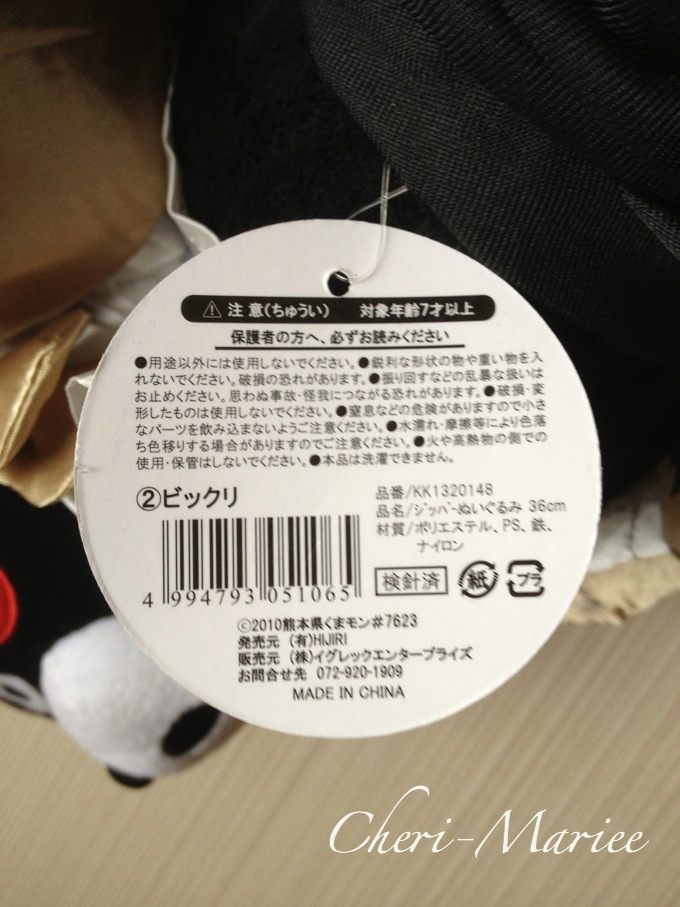 ⚠ 注意(ちゅうい) 対象年齢7才以上
保護者の方へ、必ずお読みください
●用途以外には使用しないでください。●鋭利な形状の物や重い物を入
れないでください。破損の恐れがあります。●振り回すなどの乱暴な扱いは
お止めください。思わぬ事故・怪我につながる恐れがあります。●破損・変
形したものは使用しないでください。●窒息などの危険がありますので小さ
なパーツを飲み込まないようご注意ください。●水濡れ・摩擦等により色落
ち色移りする場合がありますのでご注意ください。●火や高熱物の側での
使用・保管はしないでください。●本品は洗濯できません。
②ビックリ
品番/KK1320148
品名/ジッパーぬいぐるみ 36cm
材質/ポリエステル、PS、鉄、
ナイロン
4 994793 051065
検針済 紙 プラ
©2010熊本県くまモン#7623
発売元 (有)HIJIRI
販売元 (株)イグレックエンタープライズ
お問合せ先 072-920-1909
MADE IN CHINA
Cheri-Mariee